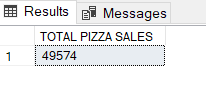 Results Messages
TOTAL PIZZA SALES
1 49574